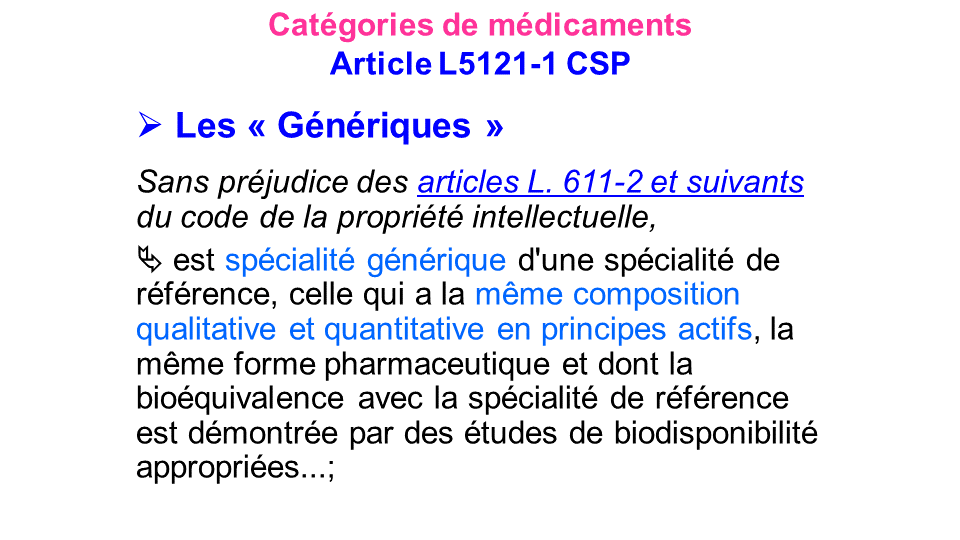 Catégories de médicaments
Article L5121-1 CSP
➢ Les « Génériques »
Sans préjudice des articles L. 611-2 et suivants
du code de la propriété intellectuelle,
est spécialité générique d'une spécialité de
référence, celle qui a la même composition
qualitative et quantitative en principes actifs, la
même forme pharmaceutique et dont la
bioéquivalence avec la spécialité de référence
est démontrée par des études de biodisponibilité
appropriées...;